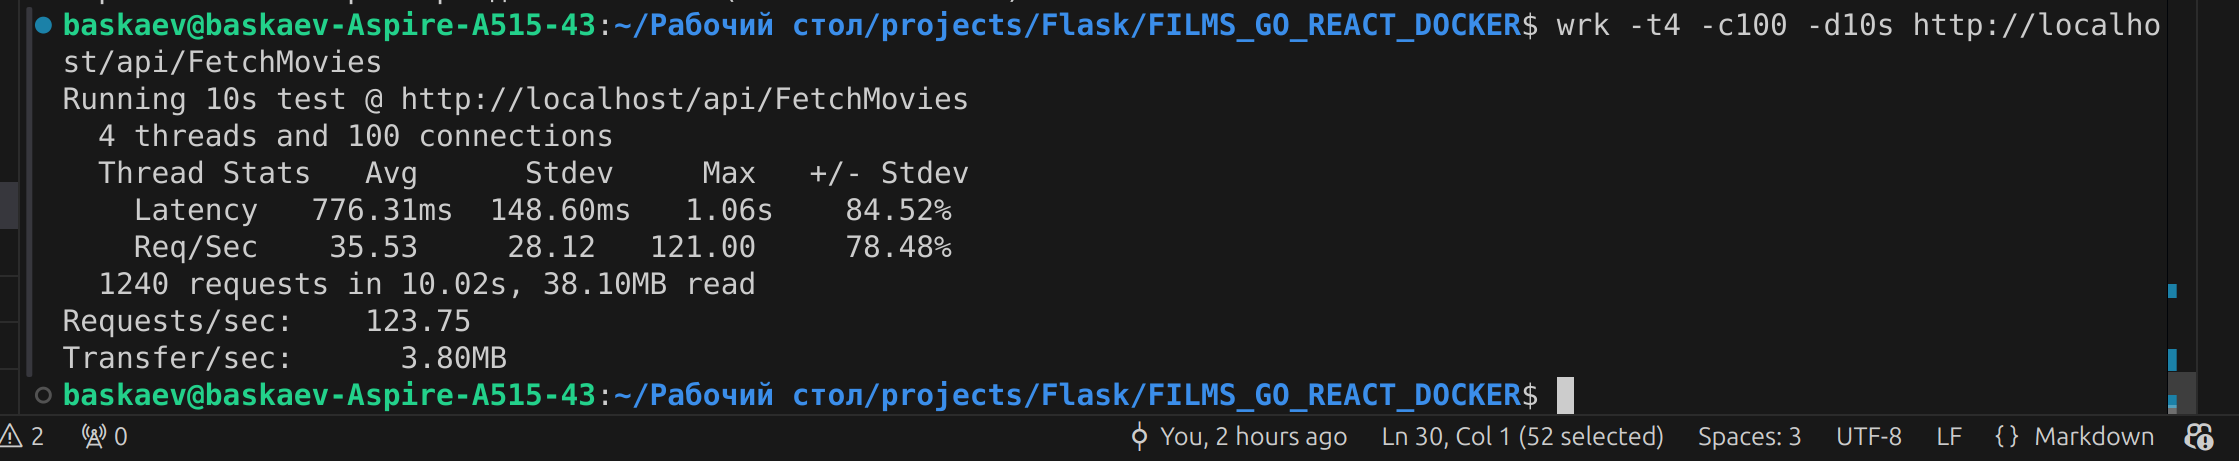 baskaev@baskaev-Aspire-A515-43:~/Рабочий стол/projects/Flask/FILMS_GO_REACT_DOCKER$ wrk -t4 -c100 -d10s http://localho
st/api/FetchMovies
Running 10s test @ http://localhost/api/FetchMovies
  4 threads and 100 connections
  Thread Stats   Avg      Stdev     Max   +/- Stdev
    Latency   776.31ms  148.60ms   1.06s    84.52%
    Req/Sec    35.53     28.12   121.00     78.48%
  1240 requests in 10.02s, 38.10MB read
Requests/sec:    123.75
Transfer/sec:      3.80MB
baskaev@baskaev-Aspire-A515-43:~/Рабочий стол/projects/Flask/FILMS_GO_REACT_DOCKER$
2 0 You, 2 hours ago Ln 30, Col 1 (52 selected) Spaces: 3 UTF-8 LF {} Markdown